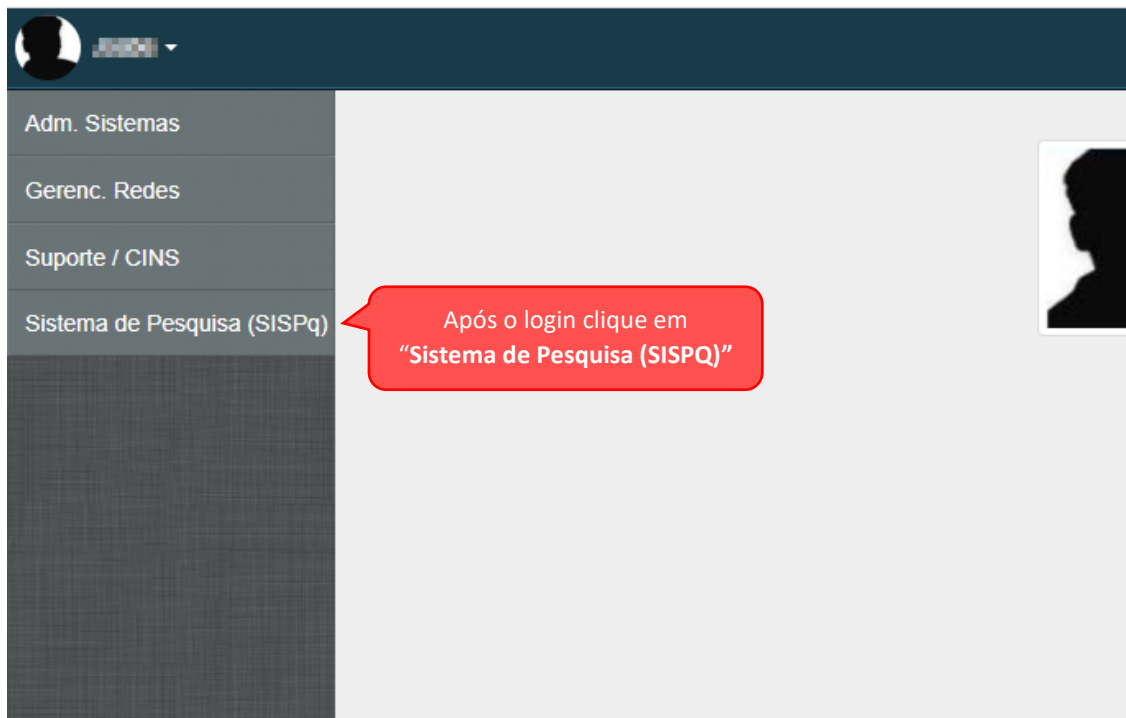 Adm. Sistemas
Gerenc. Redes
Suporte / CINS
Sistema de Pesquisa (SISPq)
Após o login clique em
“Sistema de Pesquisa (SISPQ)”